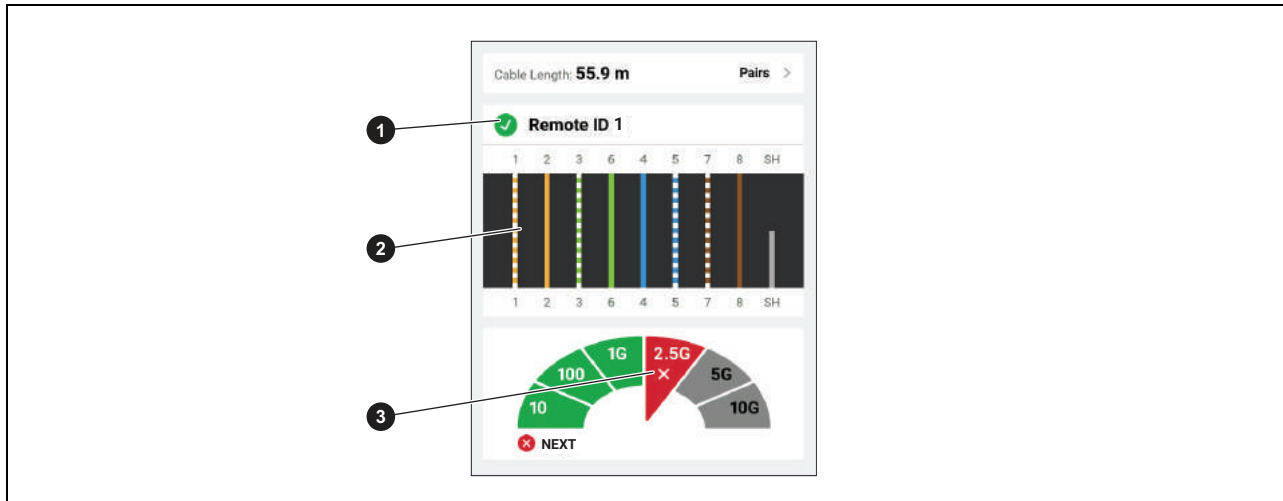 Cable Length: 55.9 m Pairs >
1 Remote ID 1
1 2 3 6 4 5 7 8 SH
2
1 2 3 6 4 5 7 8 SH
1G 2.5G
100 5G
10 10G
3
NEXT